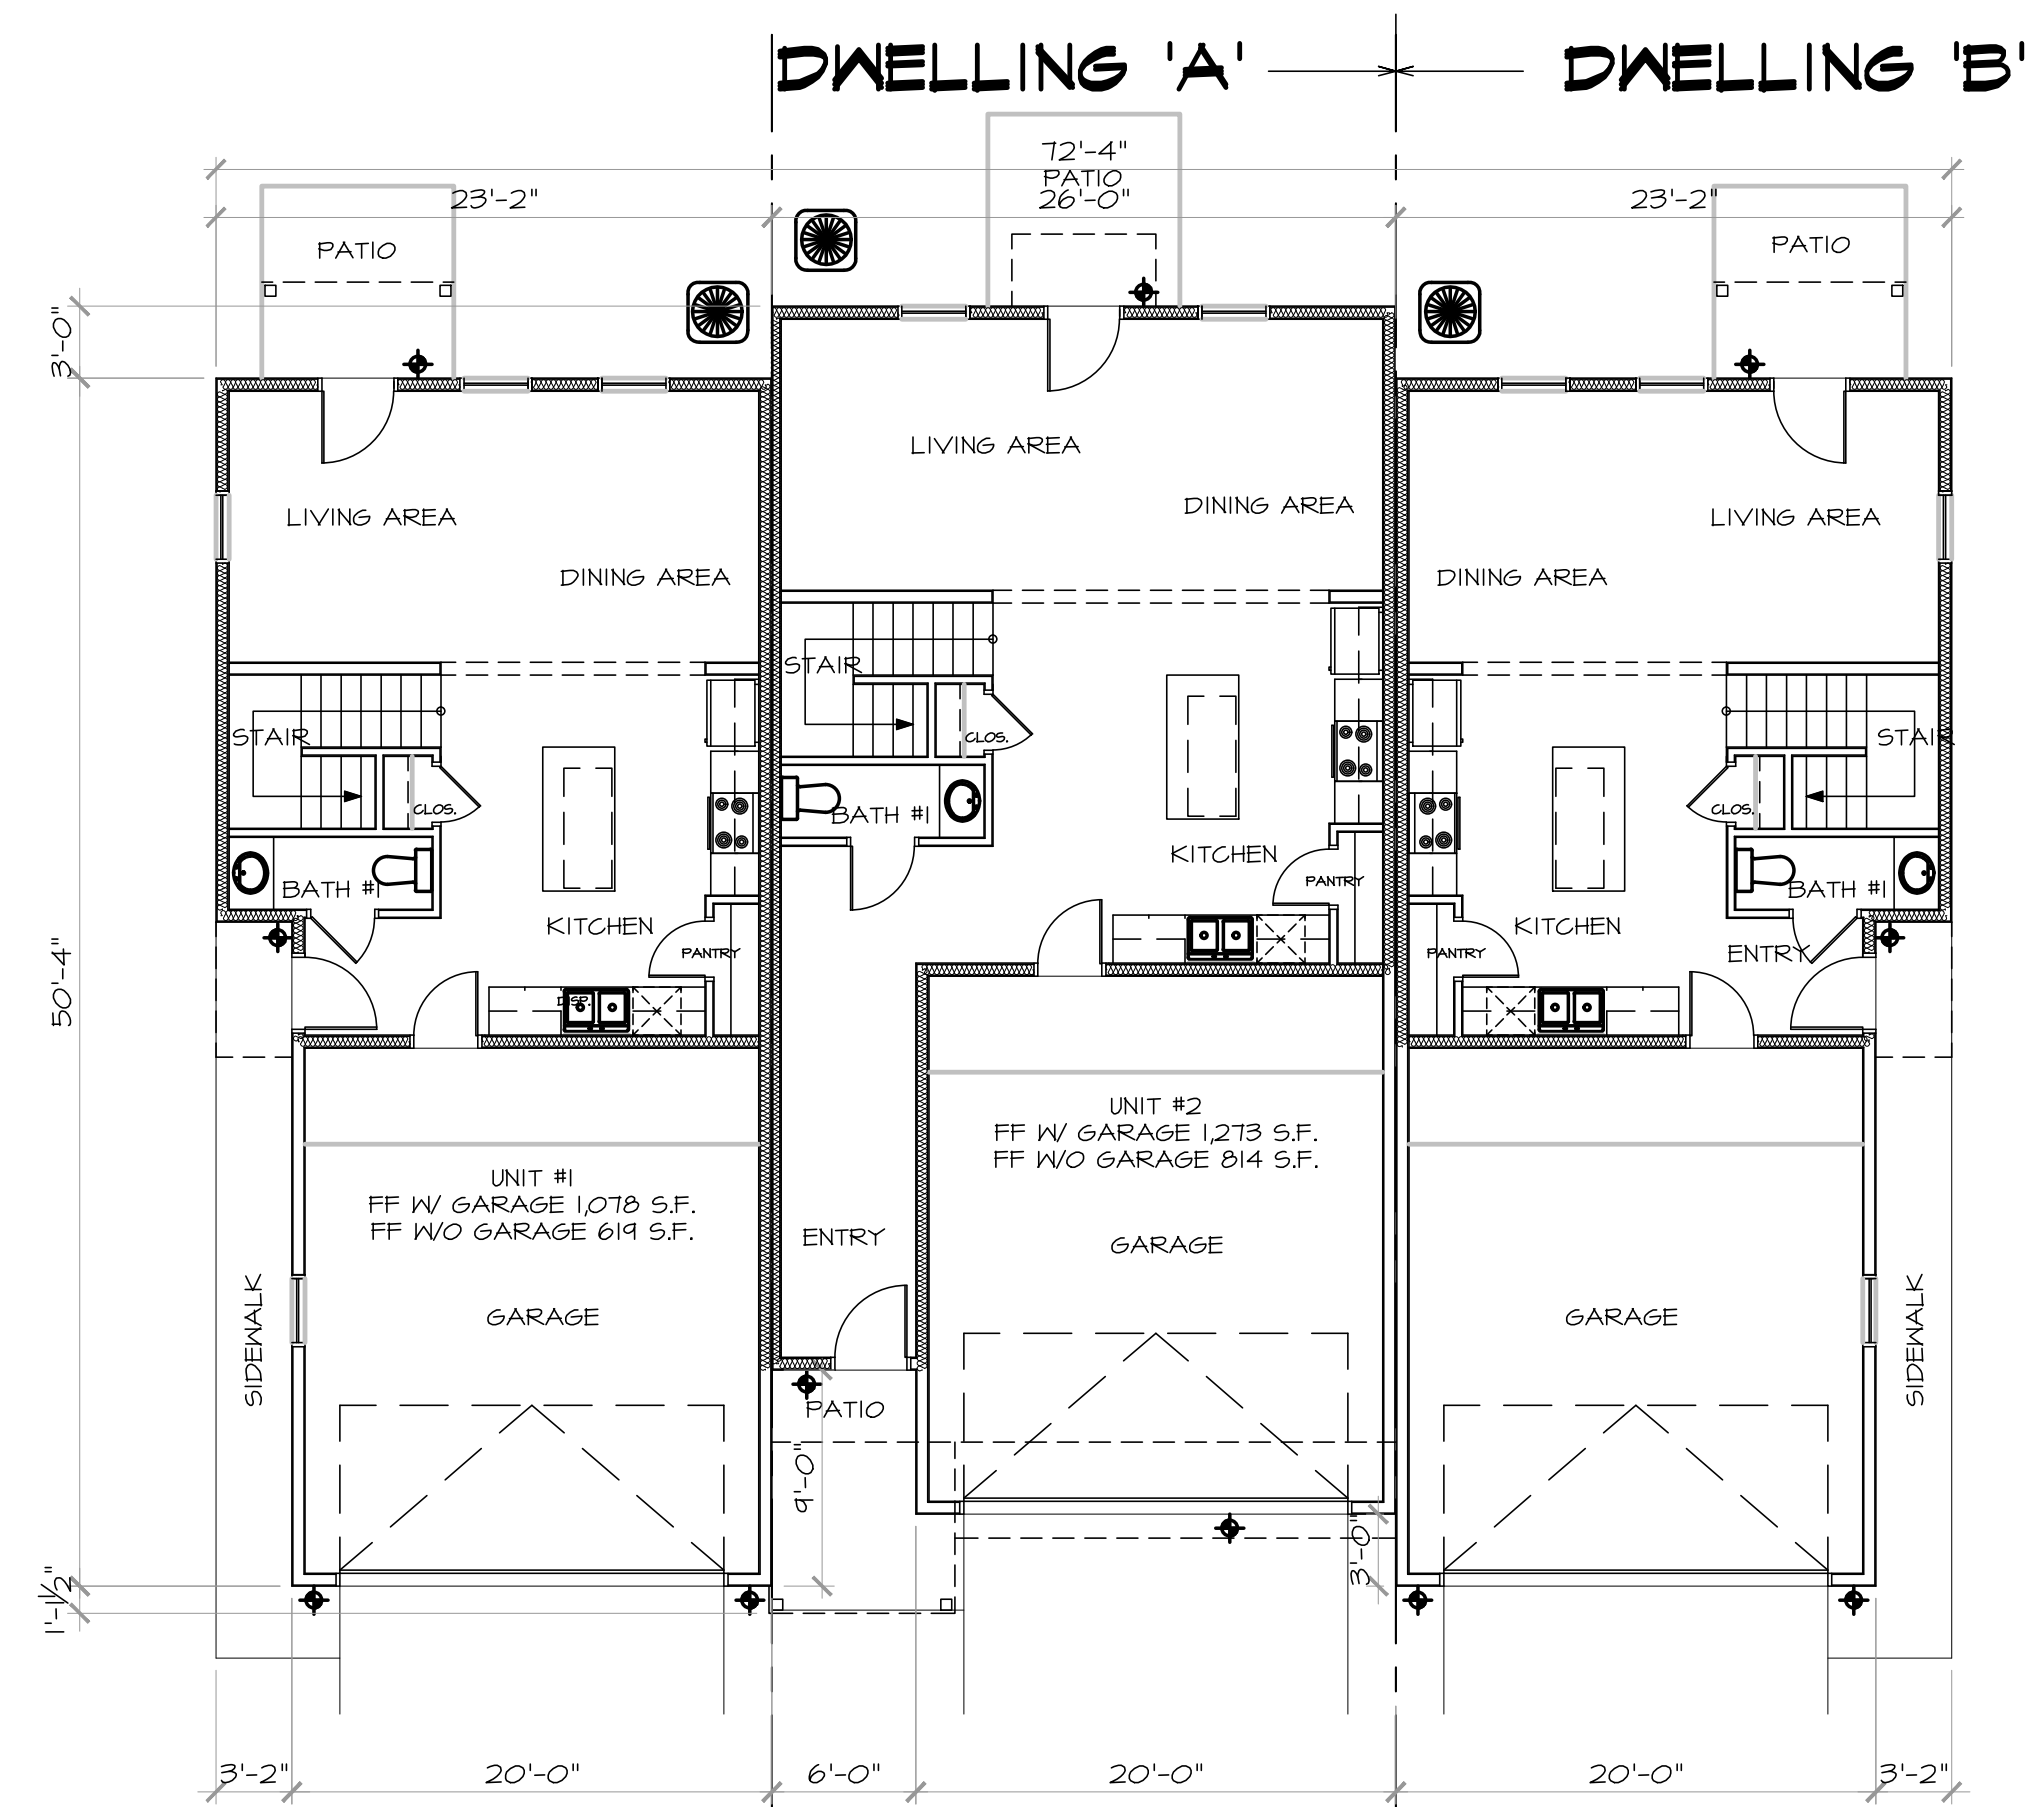 DWELLING 'A'
DWELLING 'B'
72'-4"
PATIO
23'-2"
26'-0"
23'-2"
PATIO
PATIO
3'-0"
LIVING AREA
DINING AREA
LIVING AREA
DINING AREA
LIVING AREA
DINING AREA
STAIR
CLOS.
BATH #1
KITCHEN
PANTRY
STAIR
CLOS.
BATH #1
KITCHEN
PANTRY
DISP.
STAIR
CLOS.
BATH #1
KITCHEN
PANTRY
ENTRY
50'-4"
UNIT #2
FF W/ GARAGE 1,273 S.F.
FF W/O GARAGE 814 S.F.
UNIT #1
FF W/ GARAGE 1,078 S.F.
FF W/O GARAGE 619 S.F.
ENTRY
GARAGE
SIDEWALK
GARAGE
GARAGE
SIDEWALK
PATIO
9'-0"
3'-0"
1'-1½"
3'-2"
20'-0"
6'-0"
20'-0"
20'-0"
3'-2"